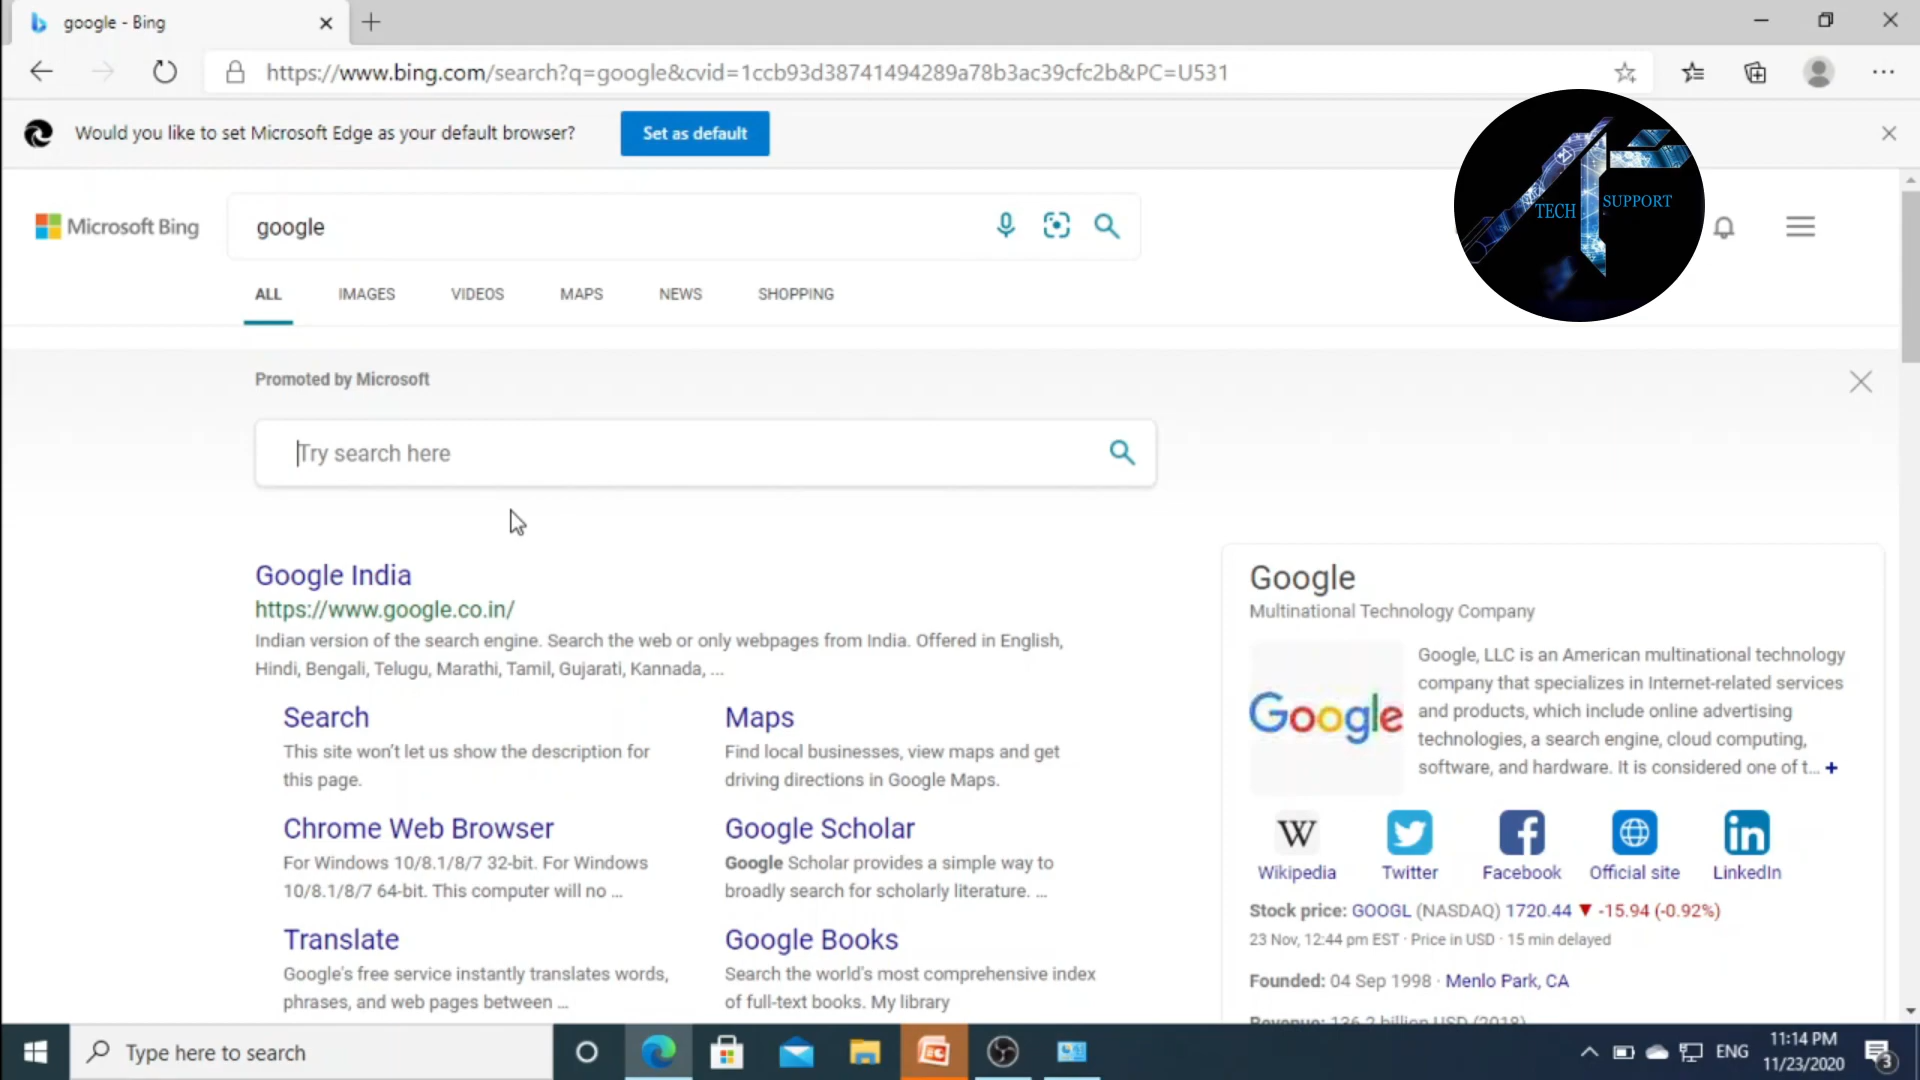 google - Bing
https://www.bing.com/search?q=google&cvid=1ccb93d38741494289a78b3ac39cfc2b&PC=U531
Would you like to set Microsoft Edge as your default browser?
Set as default
TECH SUPPORT
Microsoft Bing
google
ALL IMAGES VIDEOS MAPS NEWS SHOPPING
Promoted by Microsoft
Try search here
Google India
https://www.google.co.in/
Indian version of the search engine. Search the web or only webpages from India. Offered in English,
Hindi, Bengali, Telugu, Marathi, Tamil, Gujarati, Kannada, ...
Search
This site won't let us show the description for
this page.
Maps
Find local businesses, view maps and get
driving directions in Google Maps.
Chrome Web Browser
For Windows 10/8.1/8/7 32-bit. For Windows
10/8.1/8/7 64-bit. This computer will no ...
Google Scholar
Google Scholar provides a simple way to
broadly search for scholarly literature. ...
Translate
Google's free service instantly translates words,
phrases, and web pages between ...
Google Books
Search the world's most comprehensive index
of full-text books. My library
Google
Multinational Technology Company
Google
Google, LLC is an American multinational technology
company that specializes in Internet-related services
and products, which include online advertising
technologies, a search engine, cloud computing,
software, and hardware. It is considered one of t... +
W
Wikipedia Twitter Facebook Official site LinkedIn
Stock price: GOOGL (NASDAQ) 1720.44 ▼ -15.94 (-0.92%)
23 Nov, 12:44 pm EST · Price in USD · 15 min delayed
Founded: 04 Sep 1998 · Menlo Park, CA
Revenue: 136.2 billion USD (2018)
Type here to search
ENG
11:14 PM
11/23/2020
3